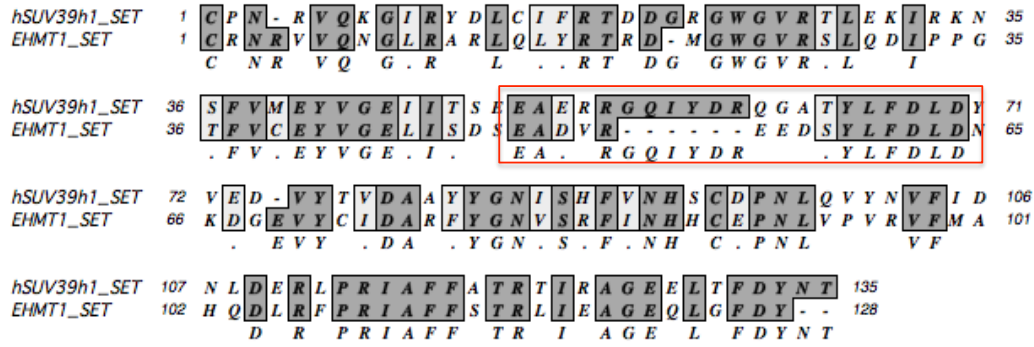 hSUV39h1_SET 1 C P N - R V Q K G I R Y D L C I F R T D D G R G W G V R T L E K I R K N 35
EHMT1_SET 1 C R N R V V Q N G L R A R L Q L Y R T R D - M G W G V R S L Q D I P P G 35
C N R V Q G . R L . . R T D G G W G V R . L I
hSUV39h1_SET 36 S F V M E Y V G E I I T S E E A E R R G Q I Y D R Q G A T Y L F D L D Y 71
EHMT1_SET 36 T F V C E Y V G E L I S D S E A D V R - - - - - - E E D S Y L F D L D N 65
. F V . E Y V G E . I . E A . R G Q I Y D R . Y L F D L D
hSUV39h1_SET 72 V E D - V Y T V D A A Y Y G N I S H F V N H S C D P N L Q V Y N V F I D 106
EHMT1_SET 66 K D G E V Y C I D A R F Y G N V S R F I N H H C E P N L V P V R V F M A 101
. E V Y . D A . Y G N . S . F . N H C . P N L V F
hSUV39h1_SET 107 N L D E R L P R I A F F A T R T I R A G E E L T F D Y N T 135
EHMT1_SET 102 H Q D L R F P R I A F F S T R L I E A G E Q L G F D Y - - 128
D R P R I A F F T R I A G E L F D Y N T